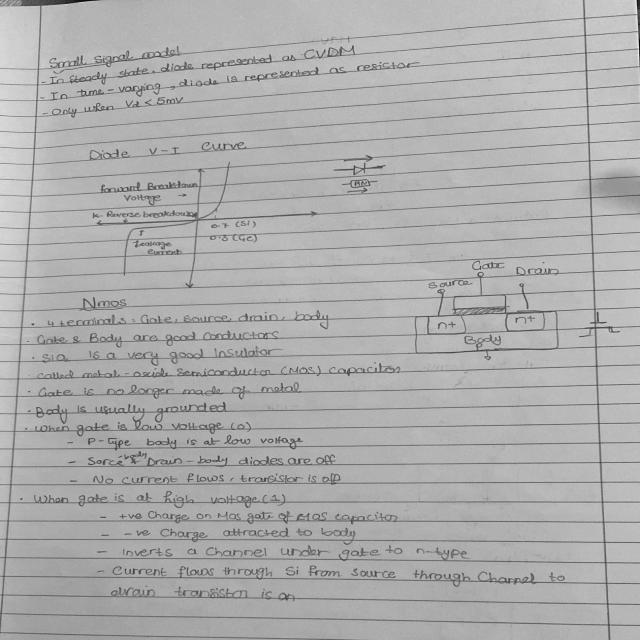 Small signal model
- In steady state, diode represented as CVDM
- In time-varying, diode is represented as resistor
- Only when Vd < 5mV
Diode V-I Curve
Forward Breakdown
Voltage →
Reverse breakdown
0.7 (Si)
0.3 (Ge)
Leakage
Current
Gate
Source
Drain
n+
n+
Body
P
Nmos
· 4 terminals: Gate, source, drain, body
· Gate & Body are good conductors
· SiO2 is a very good Insulator
· called metal-oxide semiconductor (MOS) capacitor
· Gate is no longer made of metal
· Body is usually grounded
· When gate is low voltage (0)
- P-type body is at low voltage
- Sorce-body & Drain-body diodes are off
- No current flows, transistor is off
· When gate is at high voltage (1)
- +ve Charge on Mos gate of MOS capacitor
- -ve Charge attracted to body
- inverts a Channel under gate to n-type
- Current flows through Si from source through Channel to
drain transistor is on